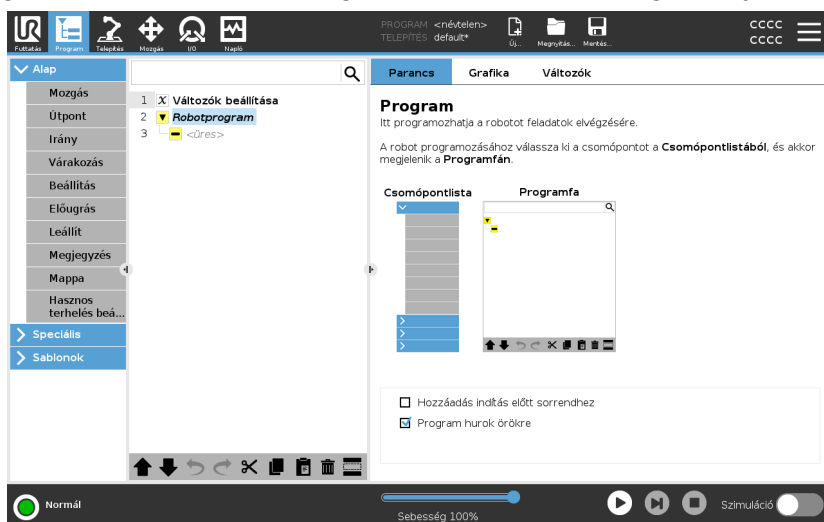 UR
PROGRAM <névtelen>
TELEPÍTÉS default*
cccc
cccc
Futtatás Program Telepítés Mozgás I/O Napló Új... Megnyitás... Mentés...
Alap
Mozgás
Útpont
Irány
Várakozás
Beállítás
Előugrás
Leállít
Megjegyzés
Mappa
Hasznos
terhelés beá...
Speciális
Sablonok
1 X Változók beállítása
2 Robotprogram
3 <üres>
Parancs Grafika Változók
Program
Itt programozhatja a robotot feladatok elvégzésére.
A robot programozásához válassza ki a csomópontot a Csomópontlistából, és akkor
megjelenik a Programfán.
Csomópontlista Programfa
Hozzáadás indítás előtt sorrendhez
Program hurok örökre
Normál
Sebesség 100%
Szimuláció